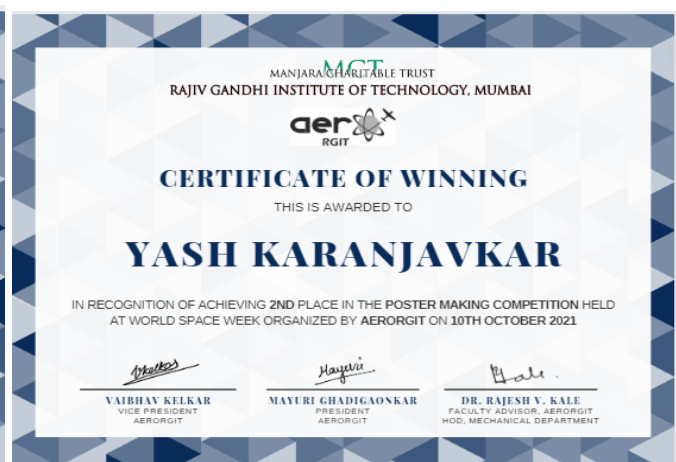 MCT
MANJARA CHARITABLE TRUST
RAJIV GANDHI INSTITUTE OF TECHNOLOGY, MUMBAI
aer
RGIT
CERTIFICATE OF WINNING
THIS IS AWARDED TO
YASH KARANJAVKAR
IN RECOGNITION OF ACHIEVING 2ND PLACE IN THE POSTER MAKING COMPETITION HELD
AT WORLD SPACE WEEK ORGANIZED BY AERORGIT ON 10TH OCTOBER 2021
Vkelkar Mayuri Kale.
VAIBHAV KELKAR MAYURI GHADIGAONKAR DR. RAJESH V. KALE
VICE PRESIDENT PRESIDENT FACULTY ADVISOR, AERORGIT
AERORGIT AERORGIT HOD, MECHANICAL DEPARTMENT